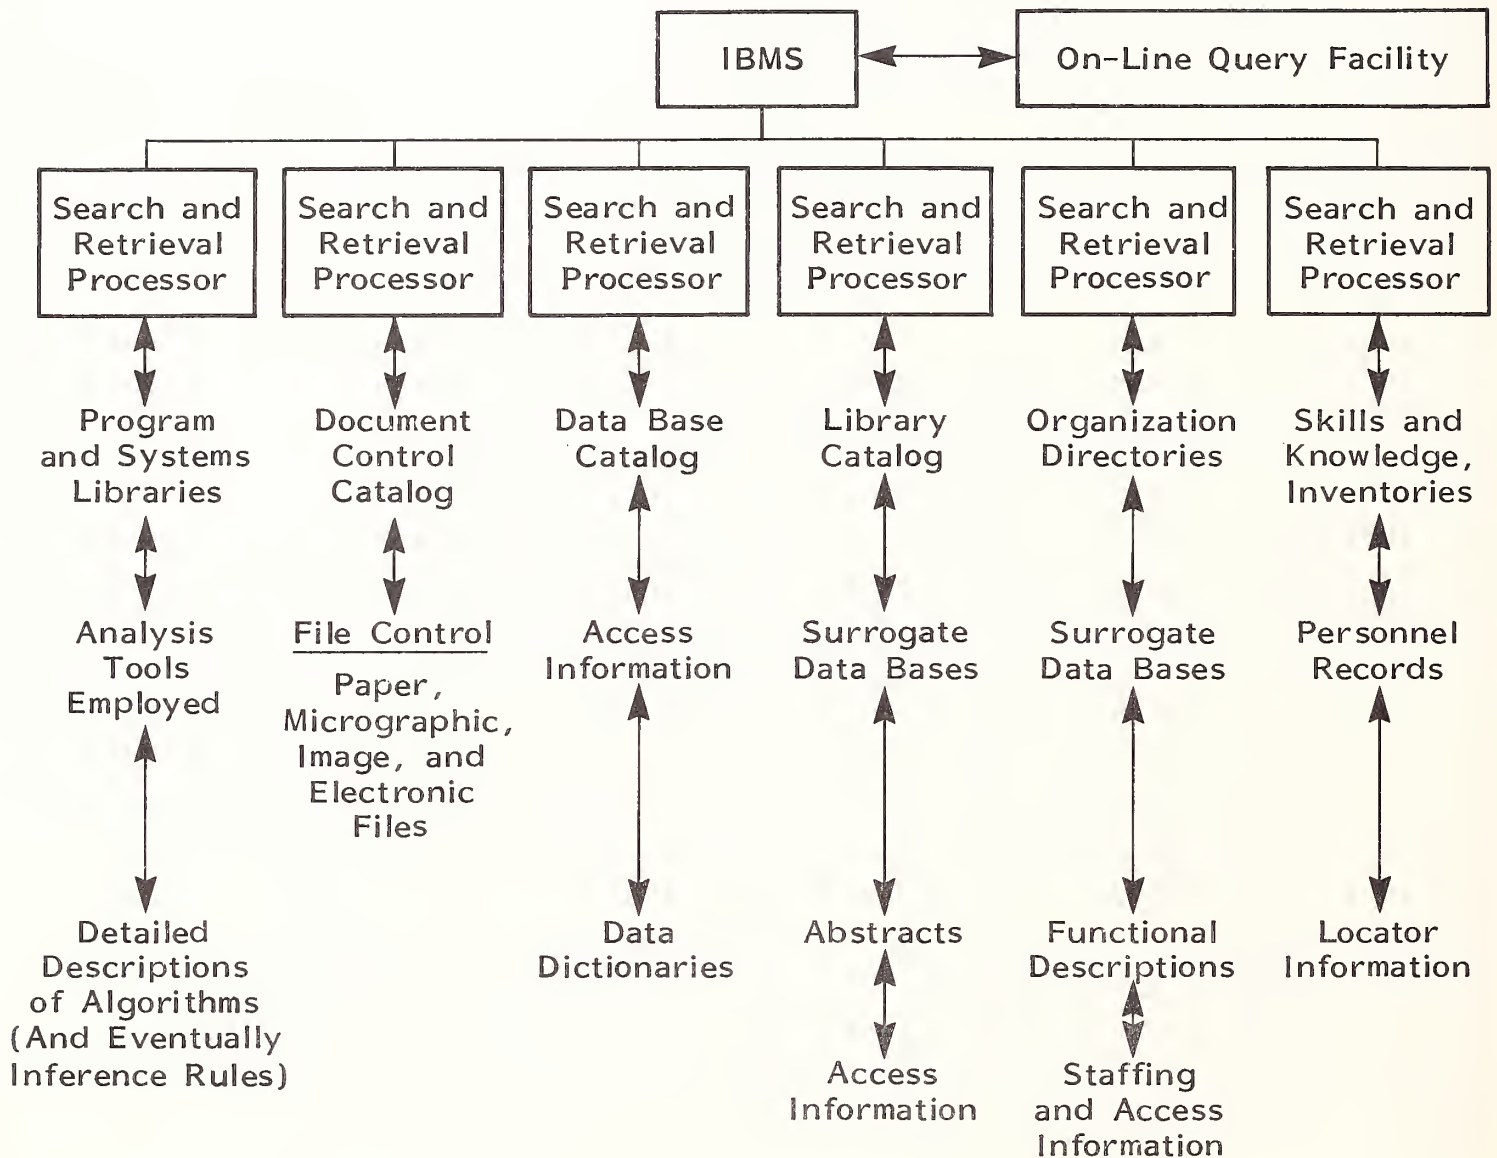 IBMS
On-Line Query Facility
Search and
Retrieval
Processor
Search and
Retrieval
Processor
Search and
Retrieval
Processor
Search and
Retrieval
Processor
Search and
Retrieval
Processor
Search and
Retrieval
Processor
Program
and Systems
Libraries
Document
Control
Catalog
Data Base
Catalog
Library
Catalog
Organization
Directories
Skills and
Knowledge,
Inventories
Analysis
Tools
Employed
File Control
Paper,
Micrographic,
Image, and
Electronic
Files
Access
Information
Surrogate
Data Bases
Surrogate
Data Bases
Personnel
Records
Detailed
Descriptions
of Algorithms
(And Eventually
Inference Rules)
Data
Dictionaries
Abstracts
Functional
Descriptions
Locator
Information
Access
Information
Staffing
and Access
Information